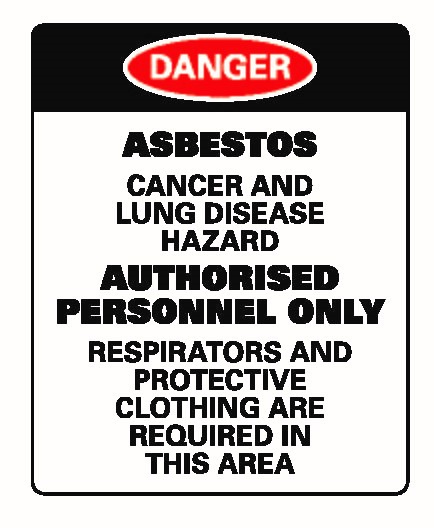 DANGER
ASBESTOS
CANCER AND
LUNG DISEASE
HAZARD
AUTHORISED
PERSONNEL ONLY
RESPIRATORS AND
PROTECTIVE
CLOTHING ARE
REQUIRED IN
THIS AREA